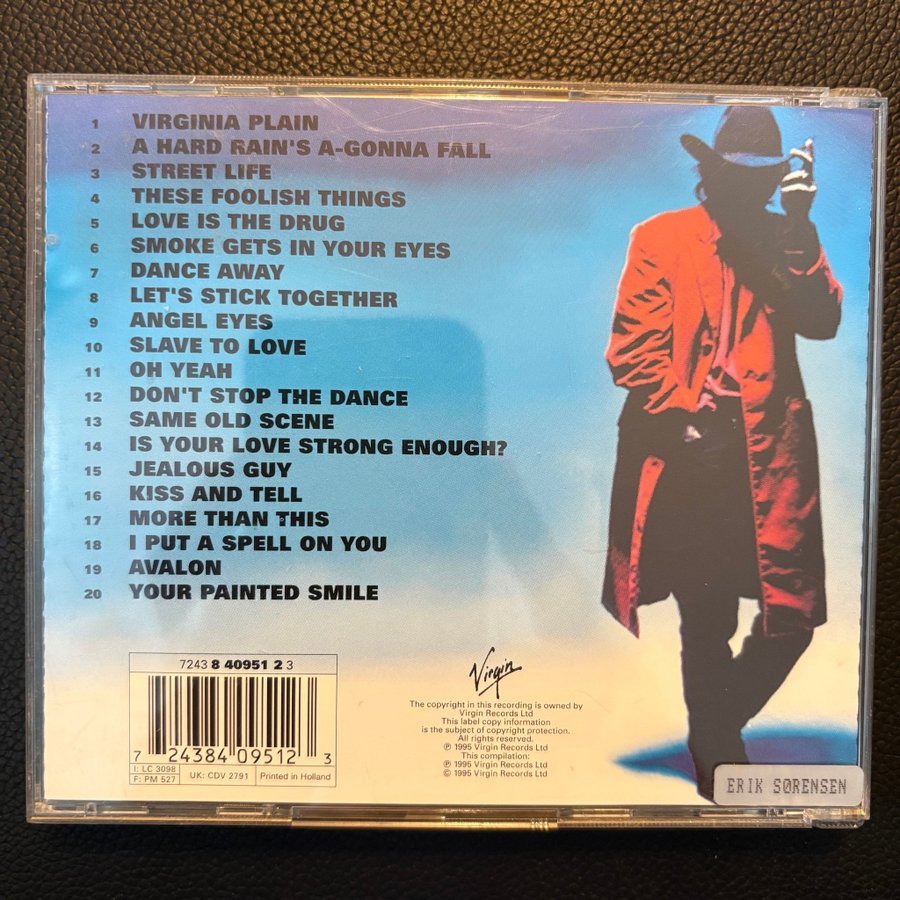 1 VIRGINIA PLAIN
2 A HARD RAIN'S A-GONNA FALL
3 STREET LIFE
4 THESE FOOLISH THINGS
5 LOVE IS THE DRUG
6 SMOKE GETS IN YOUR EYES
7 DANCE AWAY
8 LET'S STICK TOGETHER
9 ANGEL EYES
10 SLAVE TO LOVE
11 OH YEAH
12 DON'T STOP THE DANCE
13 SAME OLD SCENE
14 IS YOUR LOVE STRONG ENOUGH?
15 JEALOUS GUY
16 KISS AND TELL
17 MORE THAN THIS
18 I PUT A SPELL ON YOU
19 AVALON
20 YOUR PAINTED SMILE
7243 8 40951 2 3
7 24384 09512 3
I: LC 3098
F: PM 527
UK: CDV 2791
Printed in Holland
Virgin
The copyright in this recording is owned by
Virgin Records Ltd
This label copy information
is the subject of copyright protection.
All rights reserved.
℗ 1995 Virgin Records Ltd
This compilation:
℗ 1995 Virgin Records Ltd
© 1995 Virgin Records Ltd
ERIK SØRENSEN